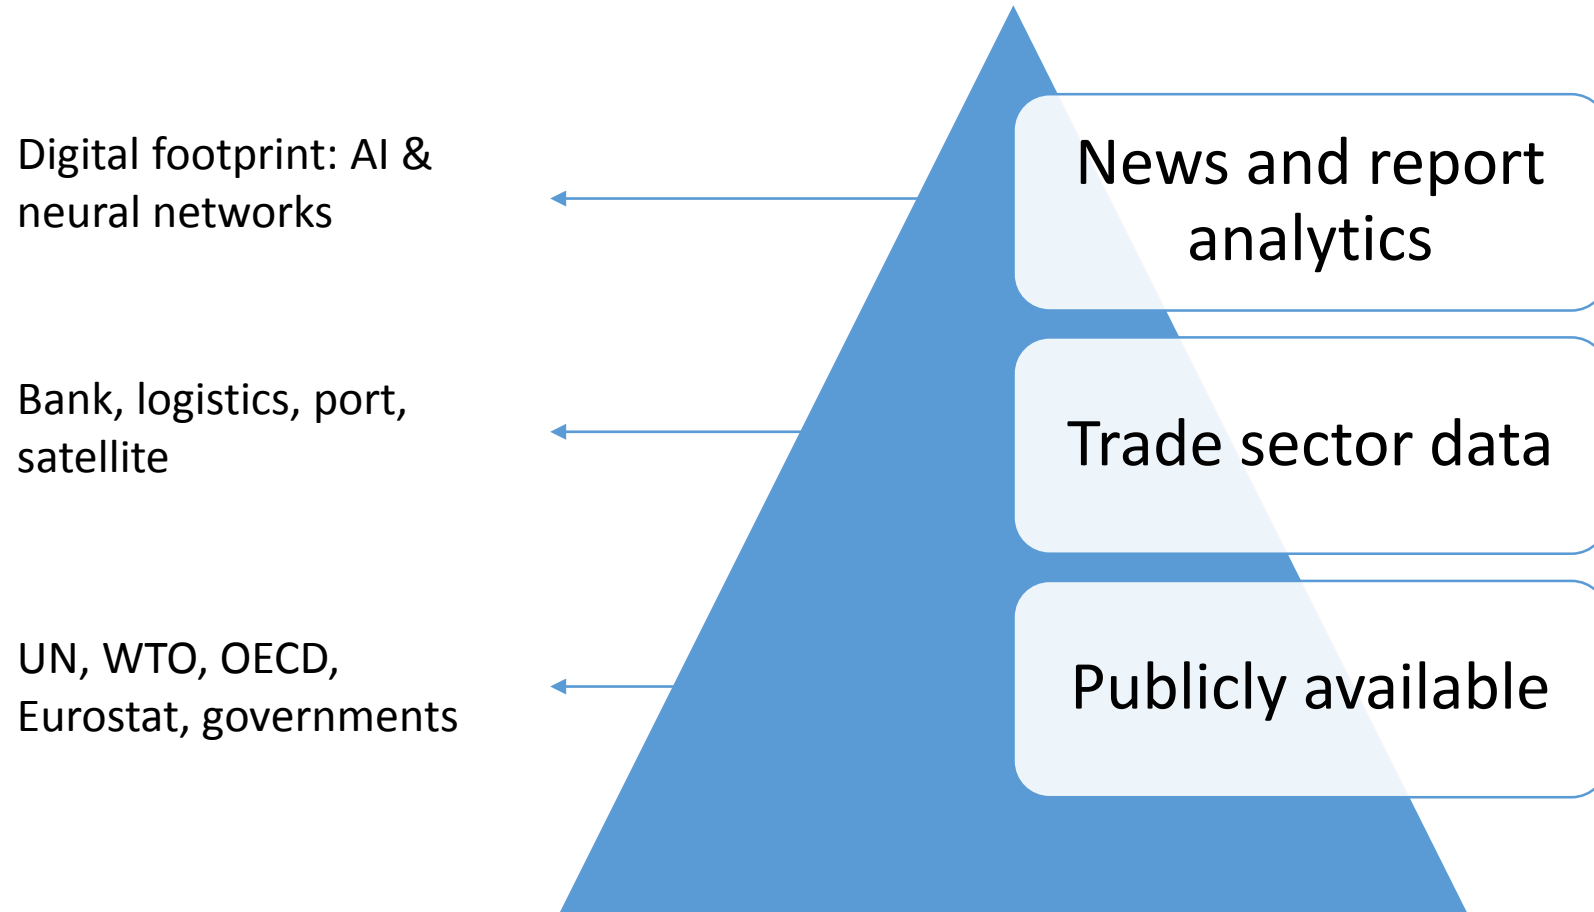 Digital footprint: AI &
neural networks
News and report
analytics
Bank, logistics, port,
satellite
Trade sector data
UN, WTO, OECD,
Eurostat, governments
Publicly available